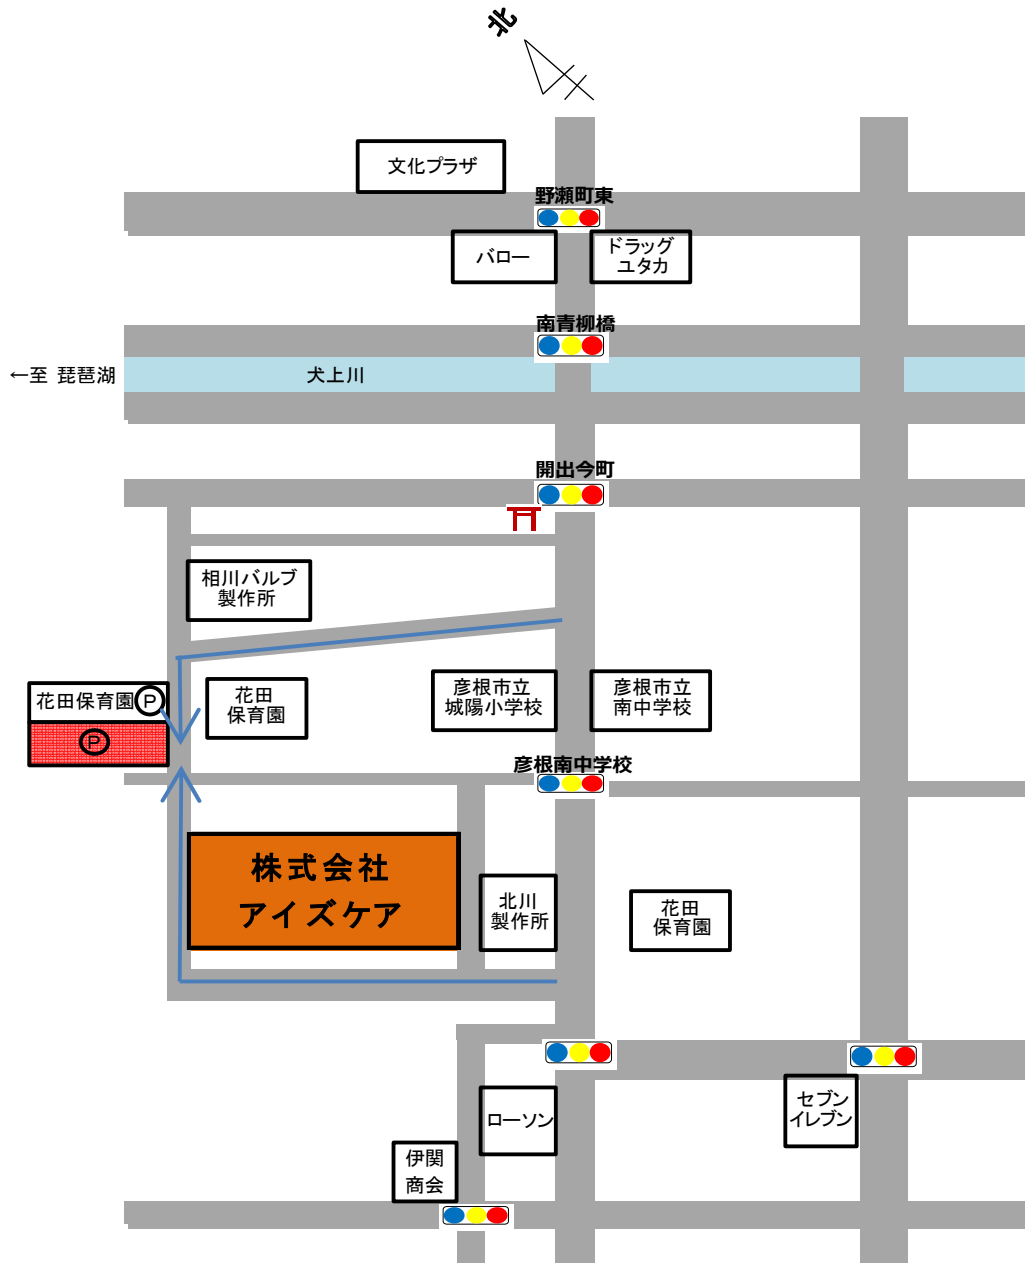 北
文化プラザ
野瀬町東
バロー
ドラッグ
ユタカ
南青柳橋
←至 琵琶湖
犬上川
開出今町
相川バルブ
製作所
花田保育園 Ⓟ
Ⓟ
花田
保育園
彦根市立
城陽小学校
彦根市立
南中学校
彦根南中学校
株式会社
アイズケア
北川
製作所
花田
保育園
ローソン
セブン
イレブン
伊関
商会